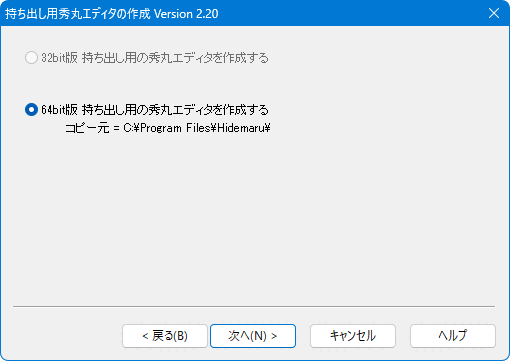 持ち出し用秀丸エディタの作成 Version 2.20
32bit版 持ち出し用の秀丸エディタを作成する
64bit版 持ち出し用の秀丸エディタを作成する
コピー元 = C:¥Program Files¥Hidemaru¥
< 戻る(B)
次へ(N) >
キャンセル
ヘルプ